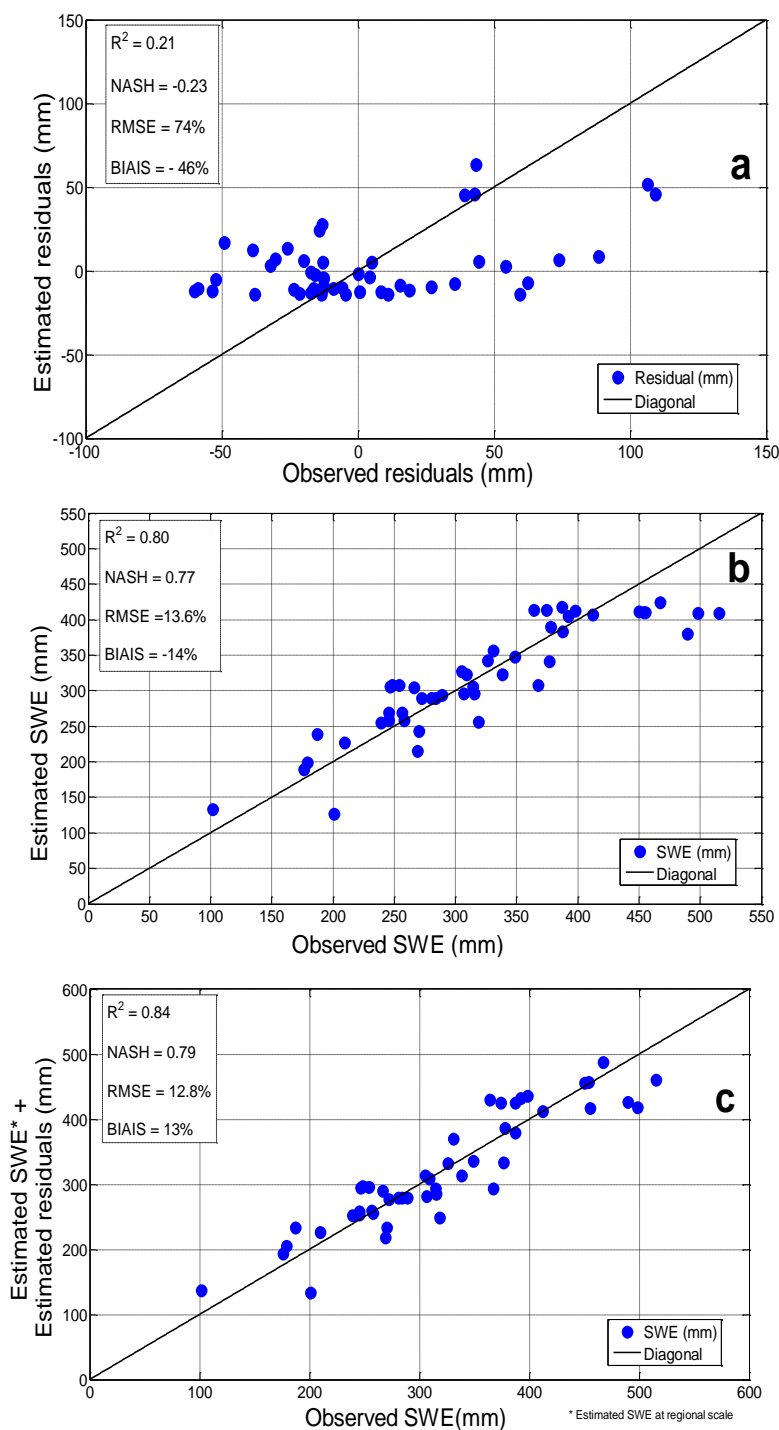 150
100
50
0
-50
-100
Estimated residuals (mm)
R² = 0.21
NASH = -0.23
RMSE = 74%
BIAIS = - 46%
a
Residual (mm)
Diagonal
-100 -50 0 50 100 150
Observed residuals (mm)
550
500
450
400
350
300
250
200
150
100
50
0
Estimated SWE (mm)
R² = 0.80
NASH = 0.77
RMSE =13.6%
BIAIS = -14%
b
SWE (mm)
Diagonal
0 50 100 150 200 250 300 350 400 450 500 550
Observed SWE (mm)
600
500
400
300
200
100
0
Estimated SWE* +
Estimated residuals (mm)
R² = 0.84
NASH = 0.79
RMSE = 12.8%
BIAIS = 13%
c
SWE (mm)
Diagonal
0 100 200 300 400 500 600
Observed SWE(mm)
* Estimated SWE at regional scale